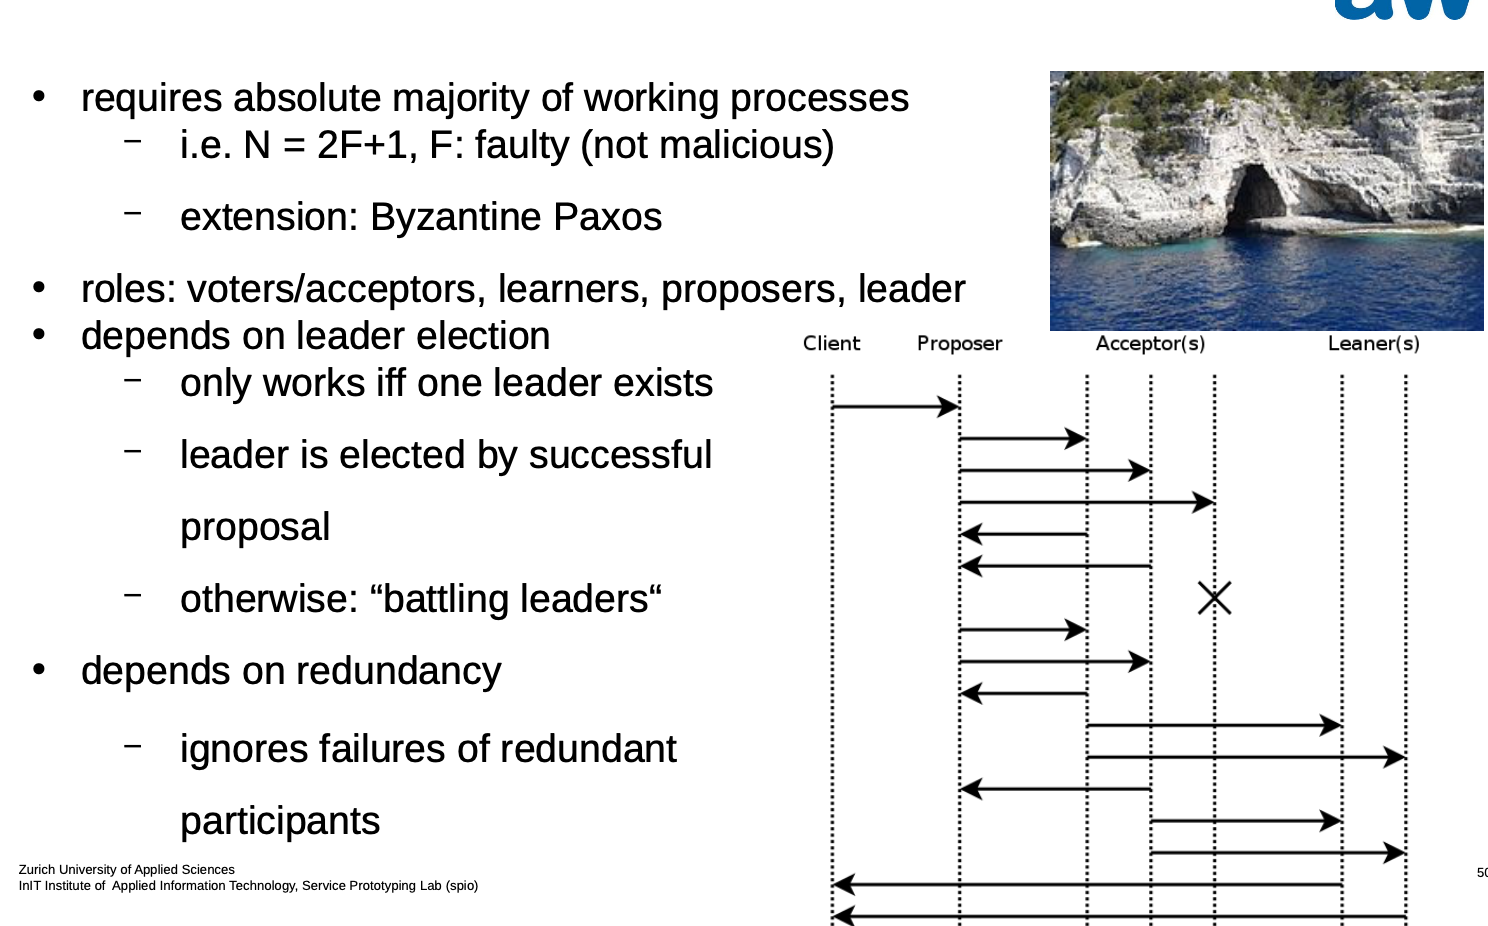 aw
• requires absolute majority of working processes
– i.e. N = 2F+1, F: faulty (not malicious)
– extension: Byzantine Paxos
• roles: voters/acceptors, learners, proposers, leader
• depends on leader election
– only works iff one leader exists
– leader is elected by successful
proposal
– otherwise: “battling leaders“
• depends on redundancy
– ignores failures of redundant
participants
Client Proposer Acceptor(s) Leaner(s)
Zurich University of Applied Sciences
InIT Institute of Applied Information Technology, Service Prototyping Lab (spio)
50